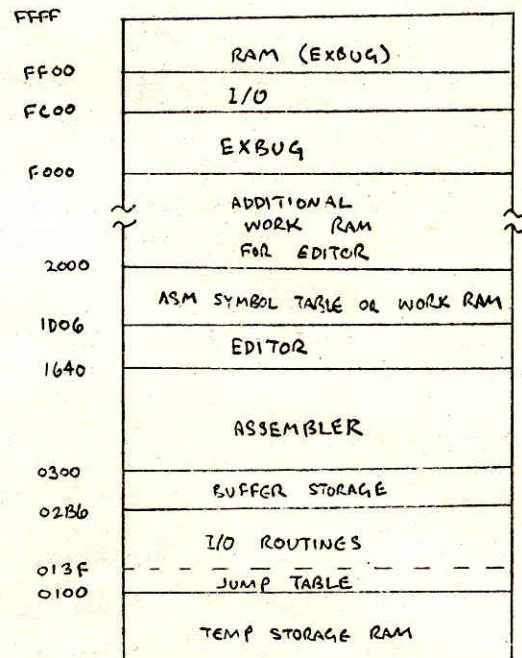 FFFF
RAM (EXBUG)
FF00
I/O
FC00
EXBUG
F000
ADDITIONAL
WORK RAM
FOR EDITOR
2000
ASM SYMBOL TABLE OR WORK RAM
1D06
EDITOR
1640
ASSEMBLER
0300
BUFFER STORAGE
02B6
I/O ROUTINES
013F
JUMP TABLE
0100
TEMP STORAGE RAM